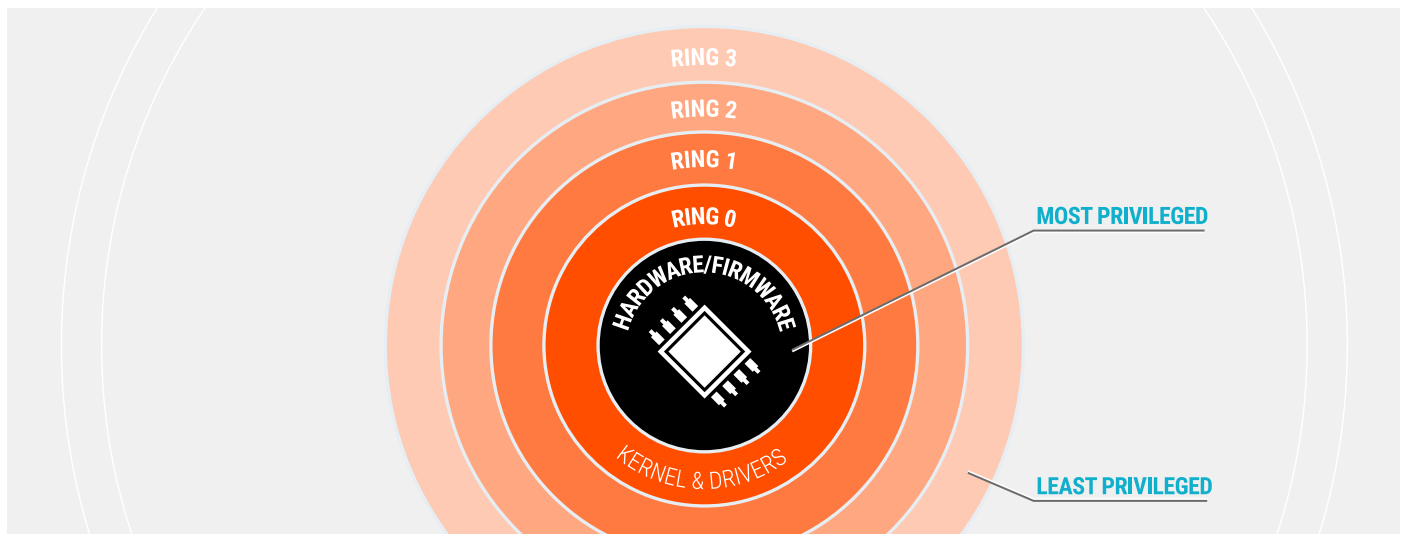 RING 3
RING 2
RING 1
RING 0
HARDWARE/FIRMWARE
MOST PRIVILEGED
KERNEL & DRIVERS
LEAST PRIVILEGED